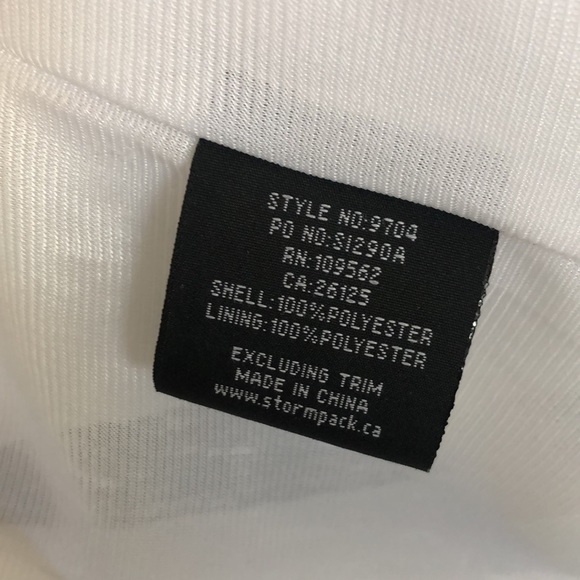 STYLE NO:9704
PO NO:S1290A
RN:109562
CA:26125
SHELL:100%POLYESTER
LINING:100%POLYESTER
EXCLUDING TRIM
MADE IN CHINA
www.stormpack.ca